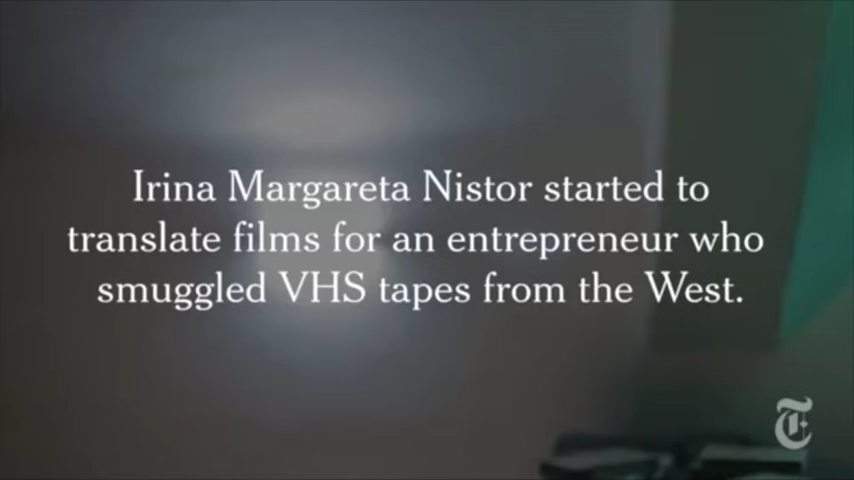 Irina Margareta Nistor started to
translate films for an entrepreneur who
smuggled VHS tapes from the West.
T